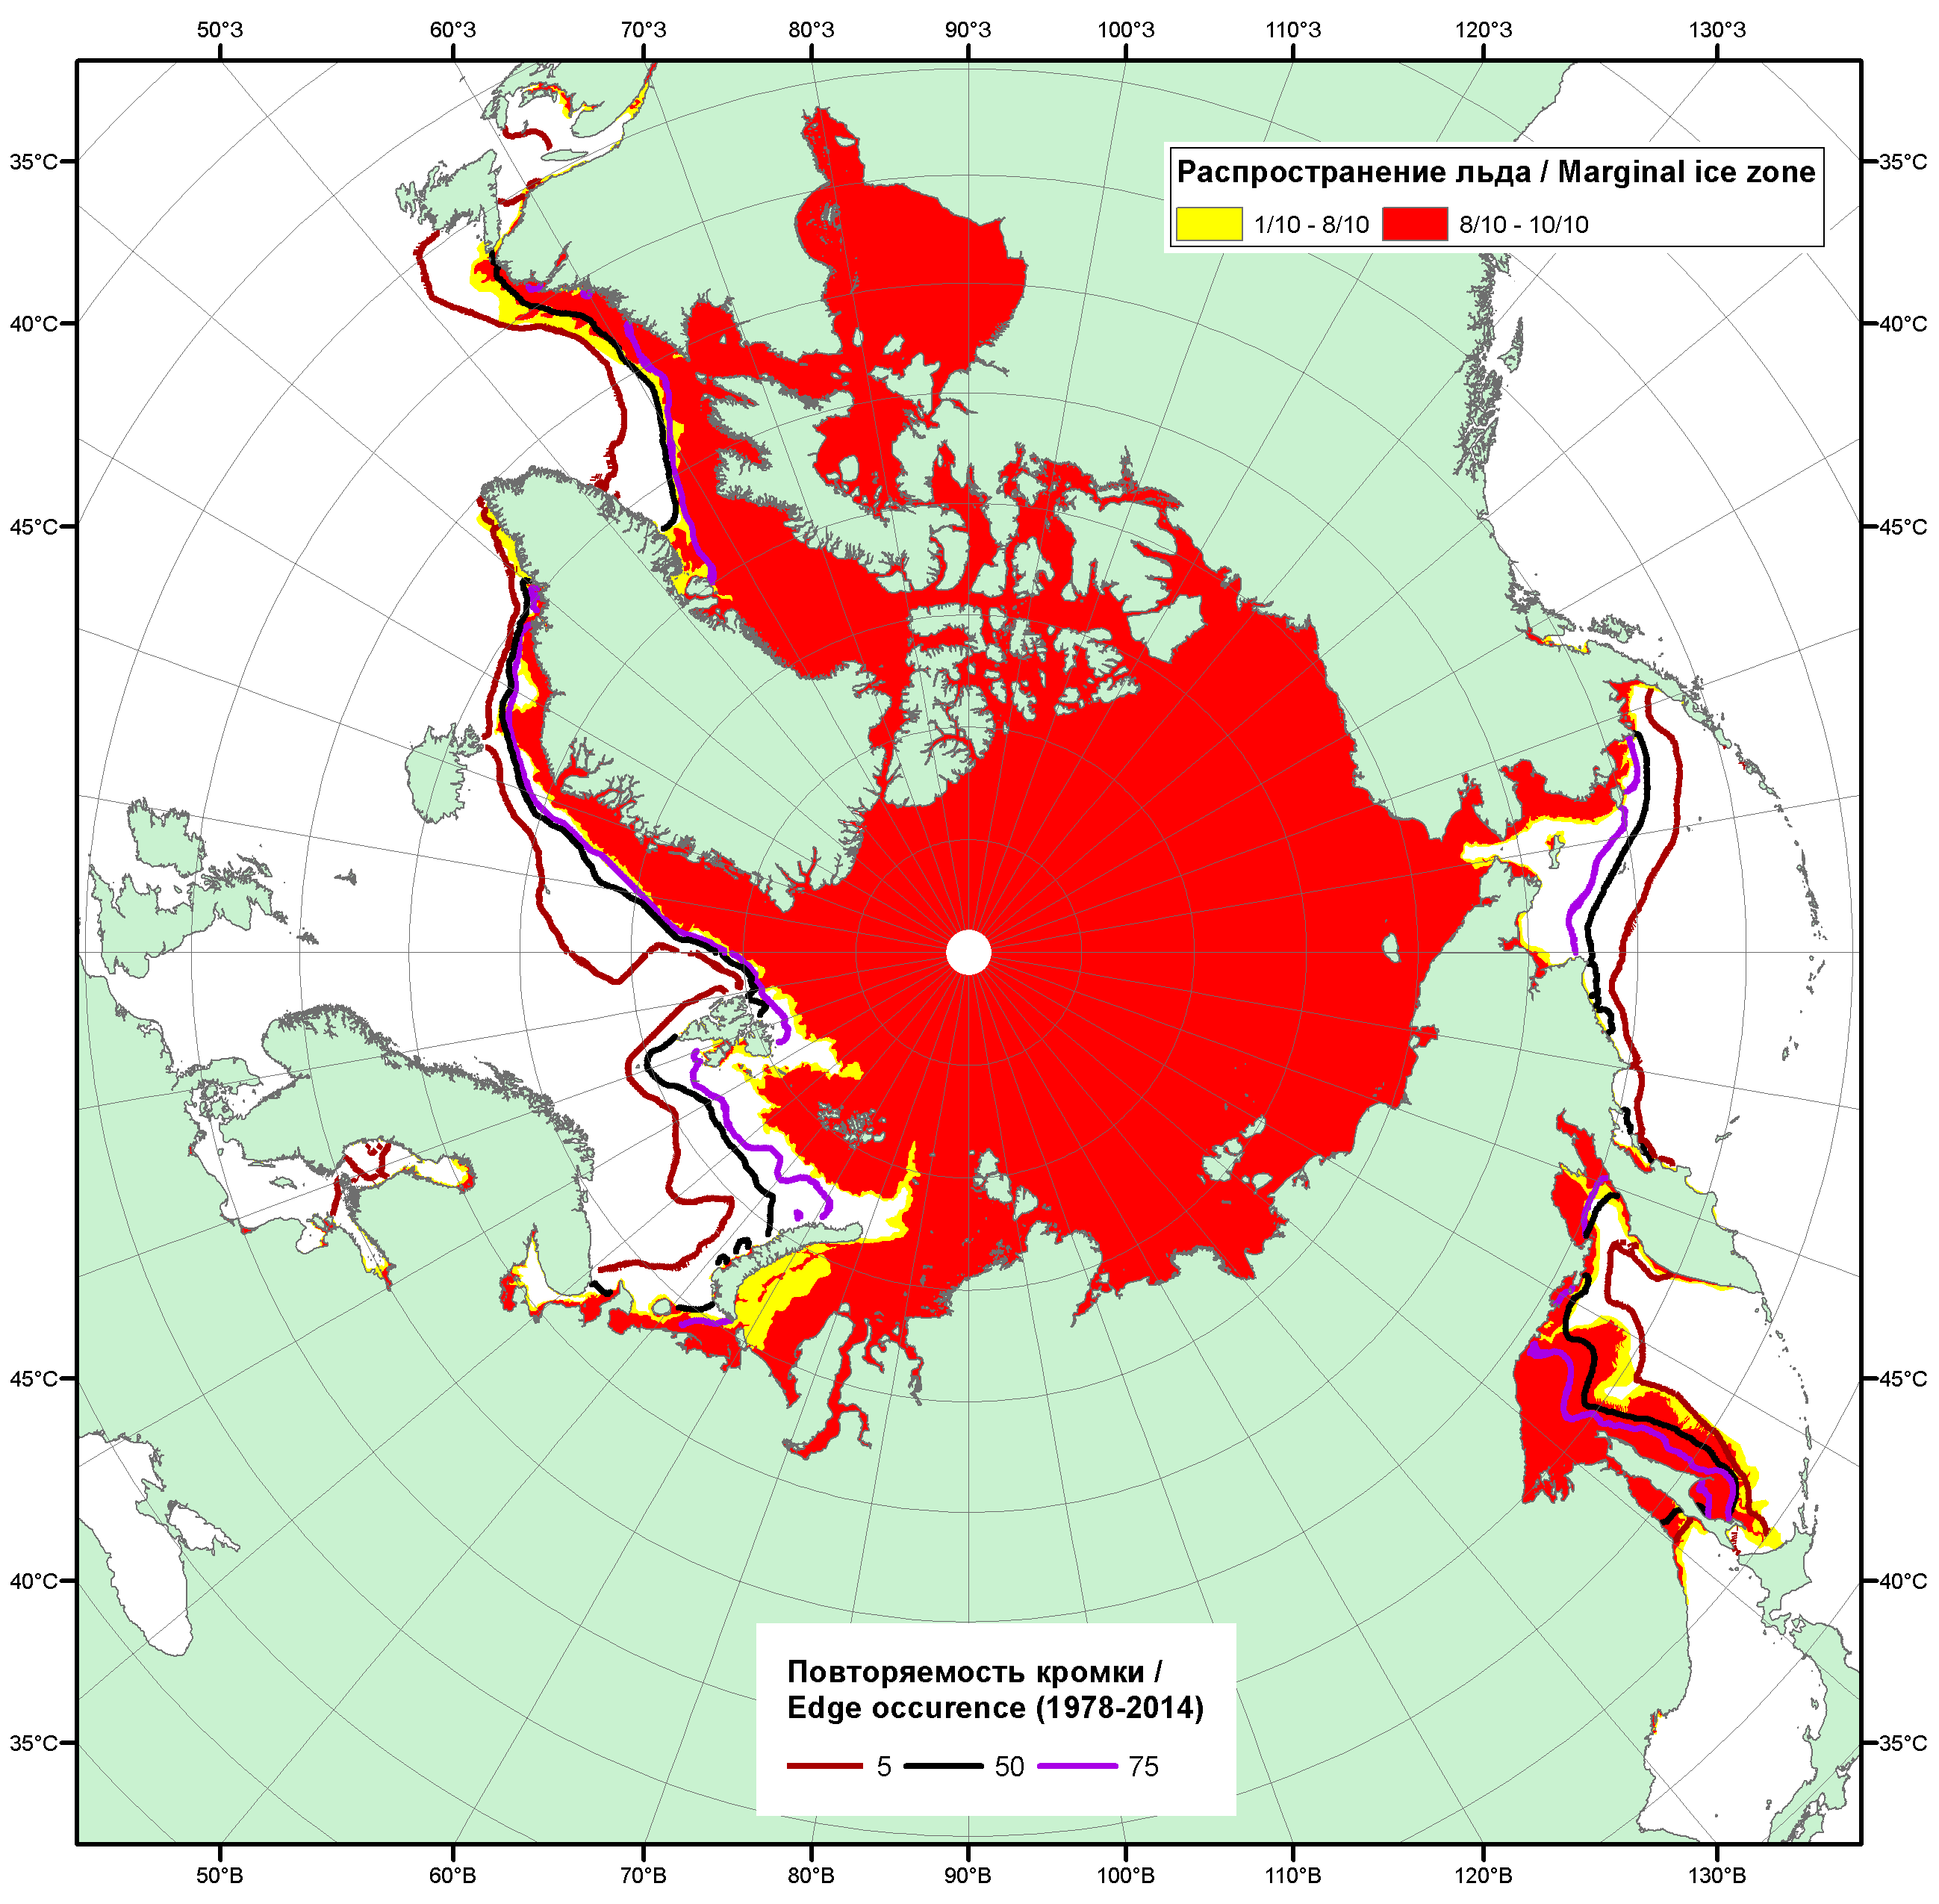 50°З 60°З 70°З 80°З 90°З 100°З 110°З 120°З 130°З
35°С 35°С
Распространение льда / Marginal ice zone
1/10 - 8/10 8/10 - 10/10
40°С 40°С
45°С 45°С
45°С 45°С
40°С 40°С
Повторяемость кромки /
Edge occurence (1978-2014)
35°С 35°С
5 50 75
50°В 60°В 70°В 80°В 90°В 100°В 110°В 120°В 130°В